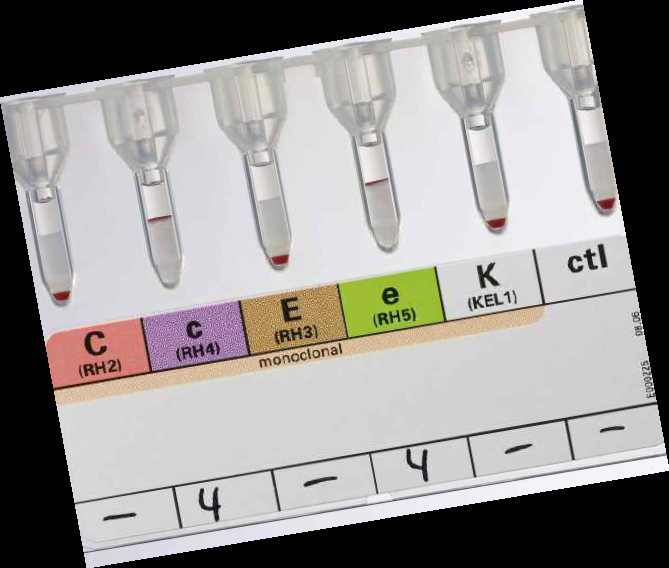 C c E e K ctl
(RH2) (RH4) (RH3) (RH5) (KEL1)
monoclonal
08.06
E000225
– 4 – 4 – –